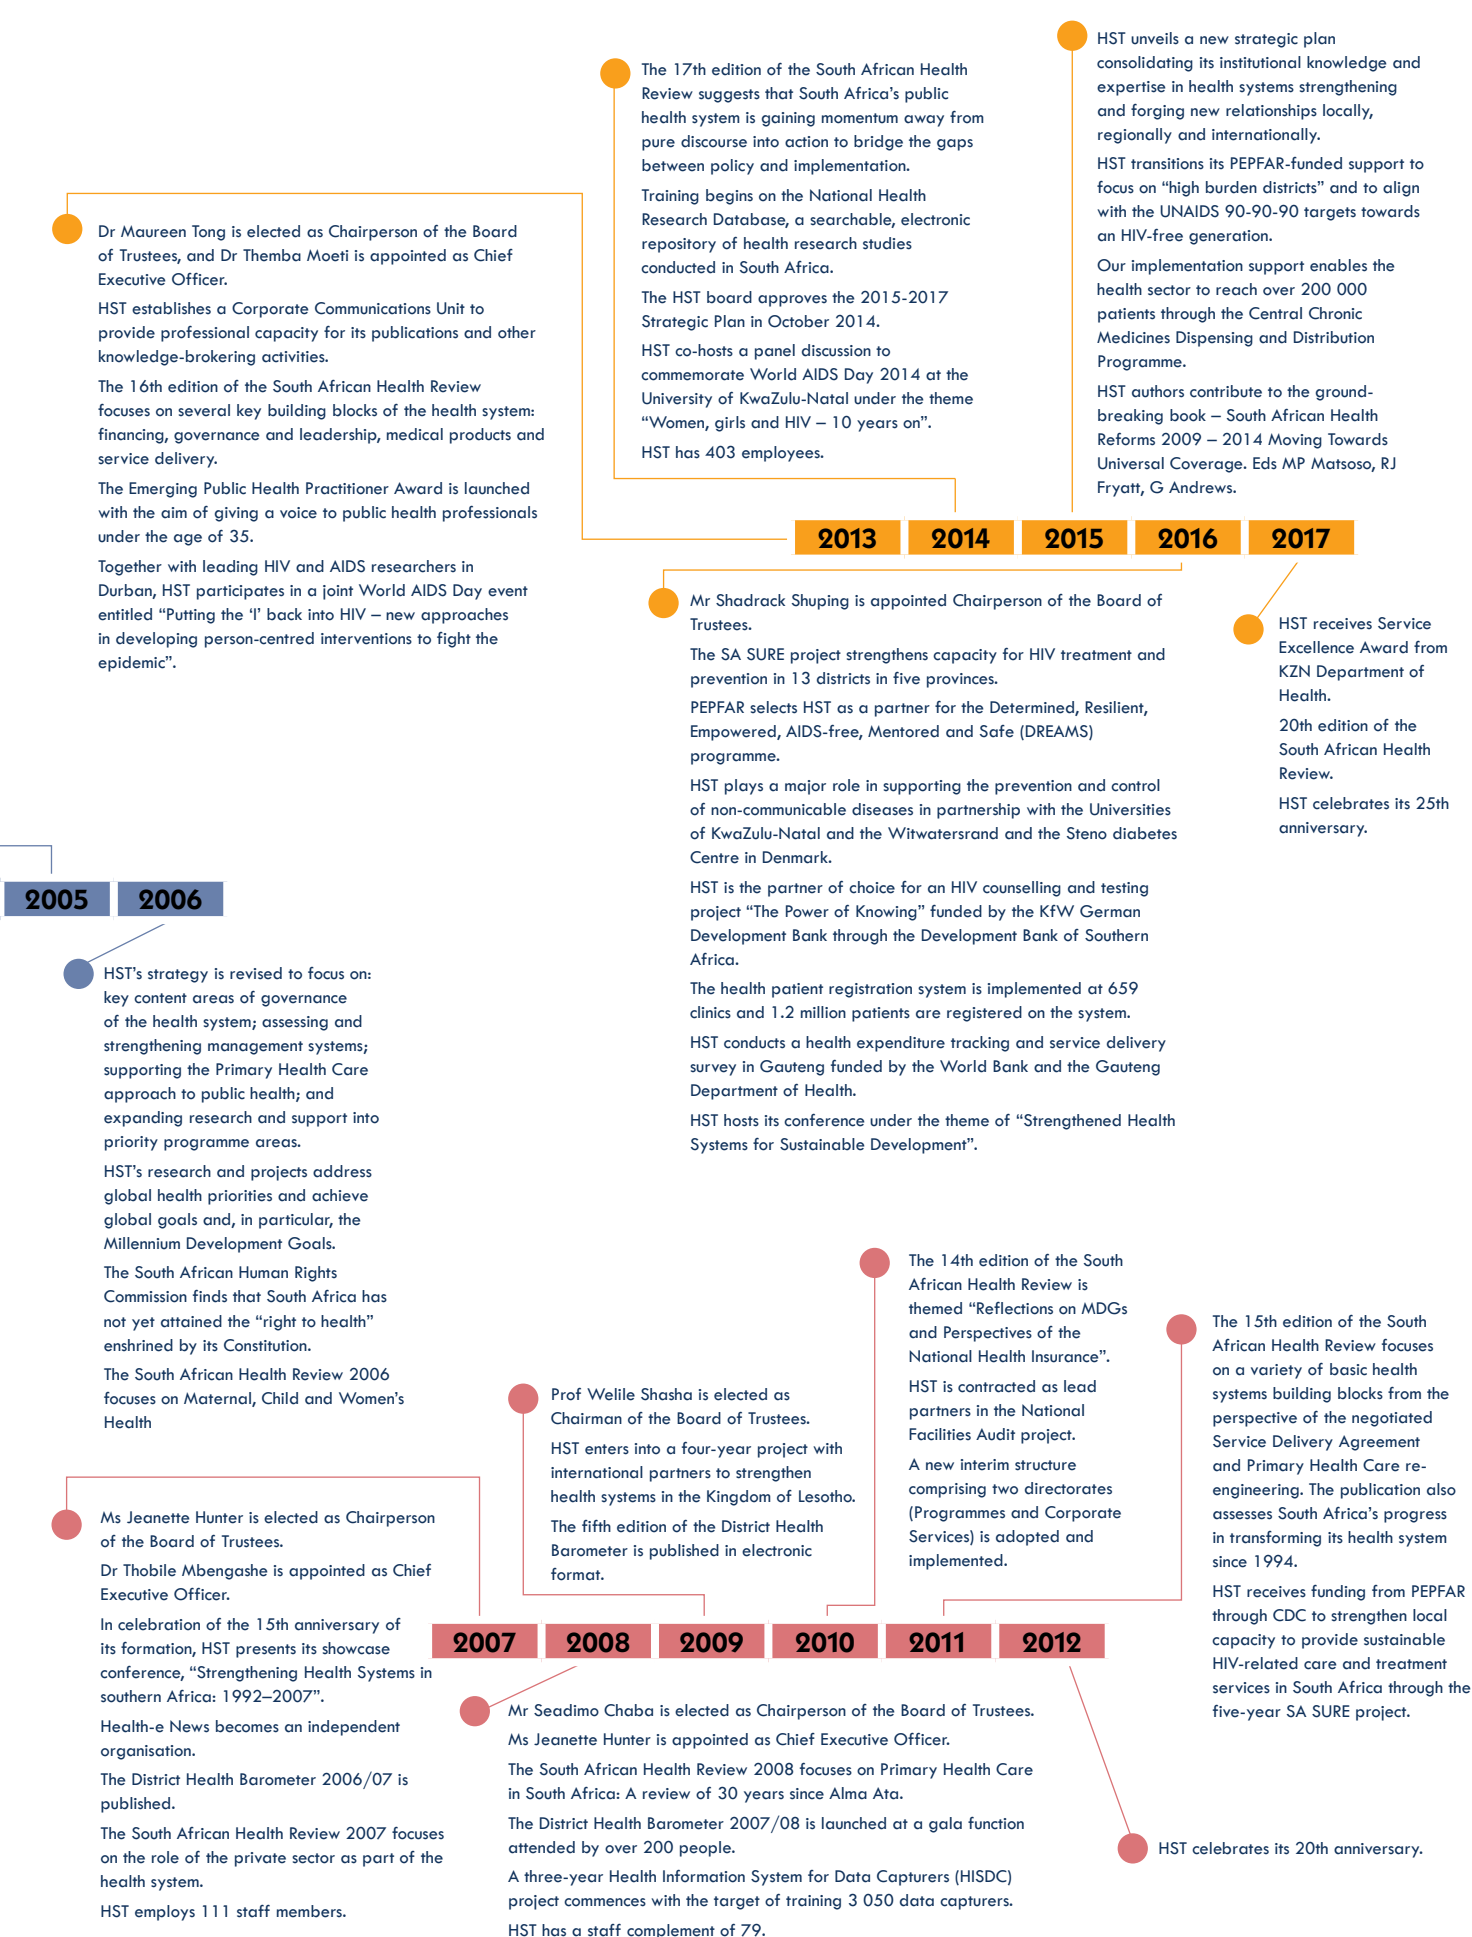 HST unveils a new strategic plan
consolidating its institutional knowledge and
expertise in health systems strengthening
and forging new relationships locally,
regionally and internationally.
HST transitions its PEPFAR-funded support to
focus on “high burden districts” and to align
with the UNAIDS 90-90-90 targets towards
an HIV-free generation.
Our implementation support enables the
health sector to reach over 200 000
patients through the Central Chronic
Medicines Dispensing and Distribution
Programme.
HST authors contribute to the ground-
breaking book – South African Health
Reforms 2009 – 2014 Moving Towards
Universal Coverage. Eds MP Matsoso, RJ
Fryatt, G Andrews.
The 17th edition of the South African Health
Review suggests that South Africa’s public
health system is gaining momentum away from
pure discourse into action to bridge the gaps
between policy and implementation.
Training begins on the National Health
Research Database, a searchable, electronic
repository of health research studies
conducted in South Africa.
The HST board approves the 2015-2017
Strategic Plan in October 2014.
HST co-hosts a panel discussion to
commemorate World AIDS Day 2014 at the
University of KwaZulu-Natal under the theme
“Women, girls and HIV – 10 years on”.
HST has 403 employees.
Dr Maureen Tong is elected as Chairperson of the Board
of Trustees, and Dr Themba Moeti is appointed as Chief
Executive Officer.
HST establishes a Corporate Communications Unit to
provide professional capacity for its publications and other
knowledge-brokering activities.
The 16th edition of the South African Health Review
focuses on several key building blocks of the health system:
financing, governance and leadership, medical products and
service delivery.
The Emerging Public Health Practitioner Award is launched
with the aim of giving a voice to public health professionals
under the age of 35.
Together with leading HIV and AIDS researchers in
Durban, HST participates in a joint World AIDS Day event
entitled “Putting the ‘I’ back into HIV – new approaches
in developing person-centred interventions to fight the
epidemic”.
2013 2014 2015 2016 2017
Mr Shadrack Shuping is appointed Chairperson of the Board of
Trustees.
The SA SURE project strengthens capacity for HIV treatment and
prevention in 13 districts in five provinces.
PEPFAR selects HST as a partner for the Determined, Resilient,
Empowered, AIDS-free, Mentored and Safe (DREAMS)
programme.
HST plays a major role in supporting the prevention and control
of non-communicable diseases in partnership with the Universities
of KwaZulu-Natal and the Witwatersrand and the Steno diabetes
Centre in Denmark.
HST is the partner of choice for an HIV counselling and testing
project “The Power of Knowing” funded by the KfW German
Development Bank through the Development Bank of Southern
Africa.
The health patient registration system is implemented at 659
clinics and 1.2 million patients are registered on the system.
HST conducts a health expenditure tracking and service delivery
survey in Gauteng funded by the World Bank and the Gauteng
Department of Health.
HST hosts its conference under the theme of “Strengthened Health
Systems for Sustainable Development”.
HST receives Service
Excellence Award from
KZN Department of
Health.
20th edition of the
South African Health
Review.
HST celebrates its 25th
anniversary.
2005 2006
HST’s strategy is revised to focus on:
key content areas of governance
of the health system; assessing and
strengthening management systems;
supporting the Primary Health Care
approach to public health; and
expanding research and support into
priority programme areas.
HST’s research and projects address
global health priorities and achieve
global goals and, in particular, the
Millennium Development Goals.
The South African Human Rights
Commission finds that South Africa has
not yet attained the “right to health”
enshrined by its Constitution.
The South African Health Review 2006
focuses on Maternal, Child and Women’s
Health
Ms Jeanette Hunter is elected as Chairperson
of the Board of Trustees.
Dr Thobile Mbengashe is appointed as Chief
Executive Officer.
In celebration of the 15th anniversary of
its formation, HST presents its showcase
conference, “Strengthening Health Systems in
southern Africa: 1992–2007”.
Health-e News becomes an independent
organisation.
The District Health Barometer 2006/07 is
published.
The South African Health Review 2007 focuses
on the role of the private sector as part of the
health system.
HST employs 111 staff members.
Prof Welile Shasha is elected as
Chairman of the Board of Trustees.
HST enters into a four-year project with
international partners to strengthen
health systems in the Kingdom of Lesotho.
The fifth edition of the District Health
Barometer is published in electronic
format.
The 14th edition of the South
African Health Review is
themed “Reflections on MDGs
and Perspectives of the
National Health Insurance”.
HST is contracted as lead
partners in the National
Facilities Audit project.
A new interim structure
comprising two directorates
(Programmes and Corporate
Services) is adopted and
implemented.
The 15th edition of the South
African Health Review focuses
on a variety of basic health
systems building blocks from the
perspective of the negotiated
Service Delivery Agreement
and Primary Health Care re-
engineering. The publication also
assesses South Africa’s progress
in transforming its health system
since 1994.
HST receives funding from PEPFAR
through CDC to strengthen local
capacity to provide sustainable
HIV-related care and treatment
services in South Africa through the
five-year SA SURE project.
2007 2008 2009 2010 2011 2012
Mr Seadimo Chaba is elected as Chairperson of the Board of Trustees.
Ms Jeanette Hunter is appointed as Chief Executive Officer.
The South African Health Review 2008 focuses on Primary Health Care
in South Africa: A review of 30 years since Alma Ata.
The District Health Barometer 2007/08 is launched at a gala function
attended by over 200 people.
A three-year Health Information System for Data Capturers (HISDC)
project commences with the target of training 3 050 data capturers.
HST has a staff complement of 79.
HST celebrates its 20th anniversary.